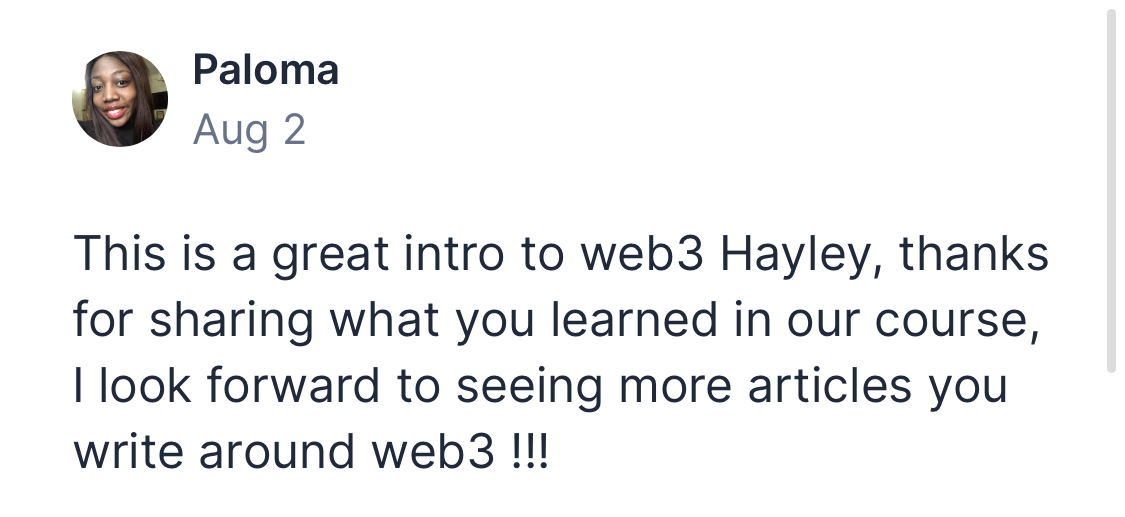 Paloma
Aug 2
This is a great intro to web3 Hayley, thanks
for sharing what you learned in our course,
I look forward to seeing more articles you
write around web3 !!!